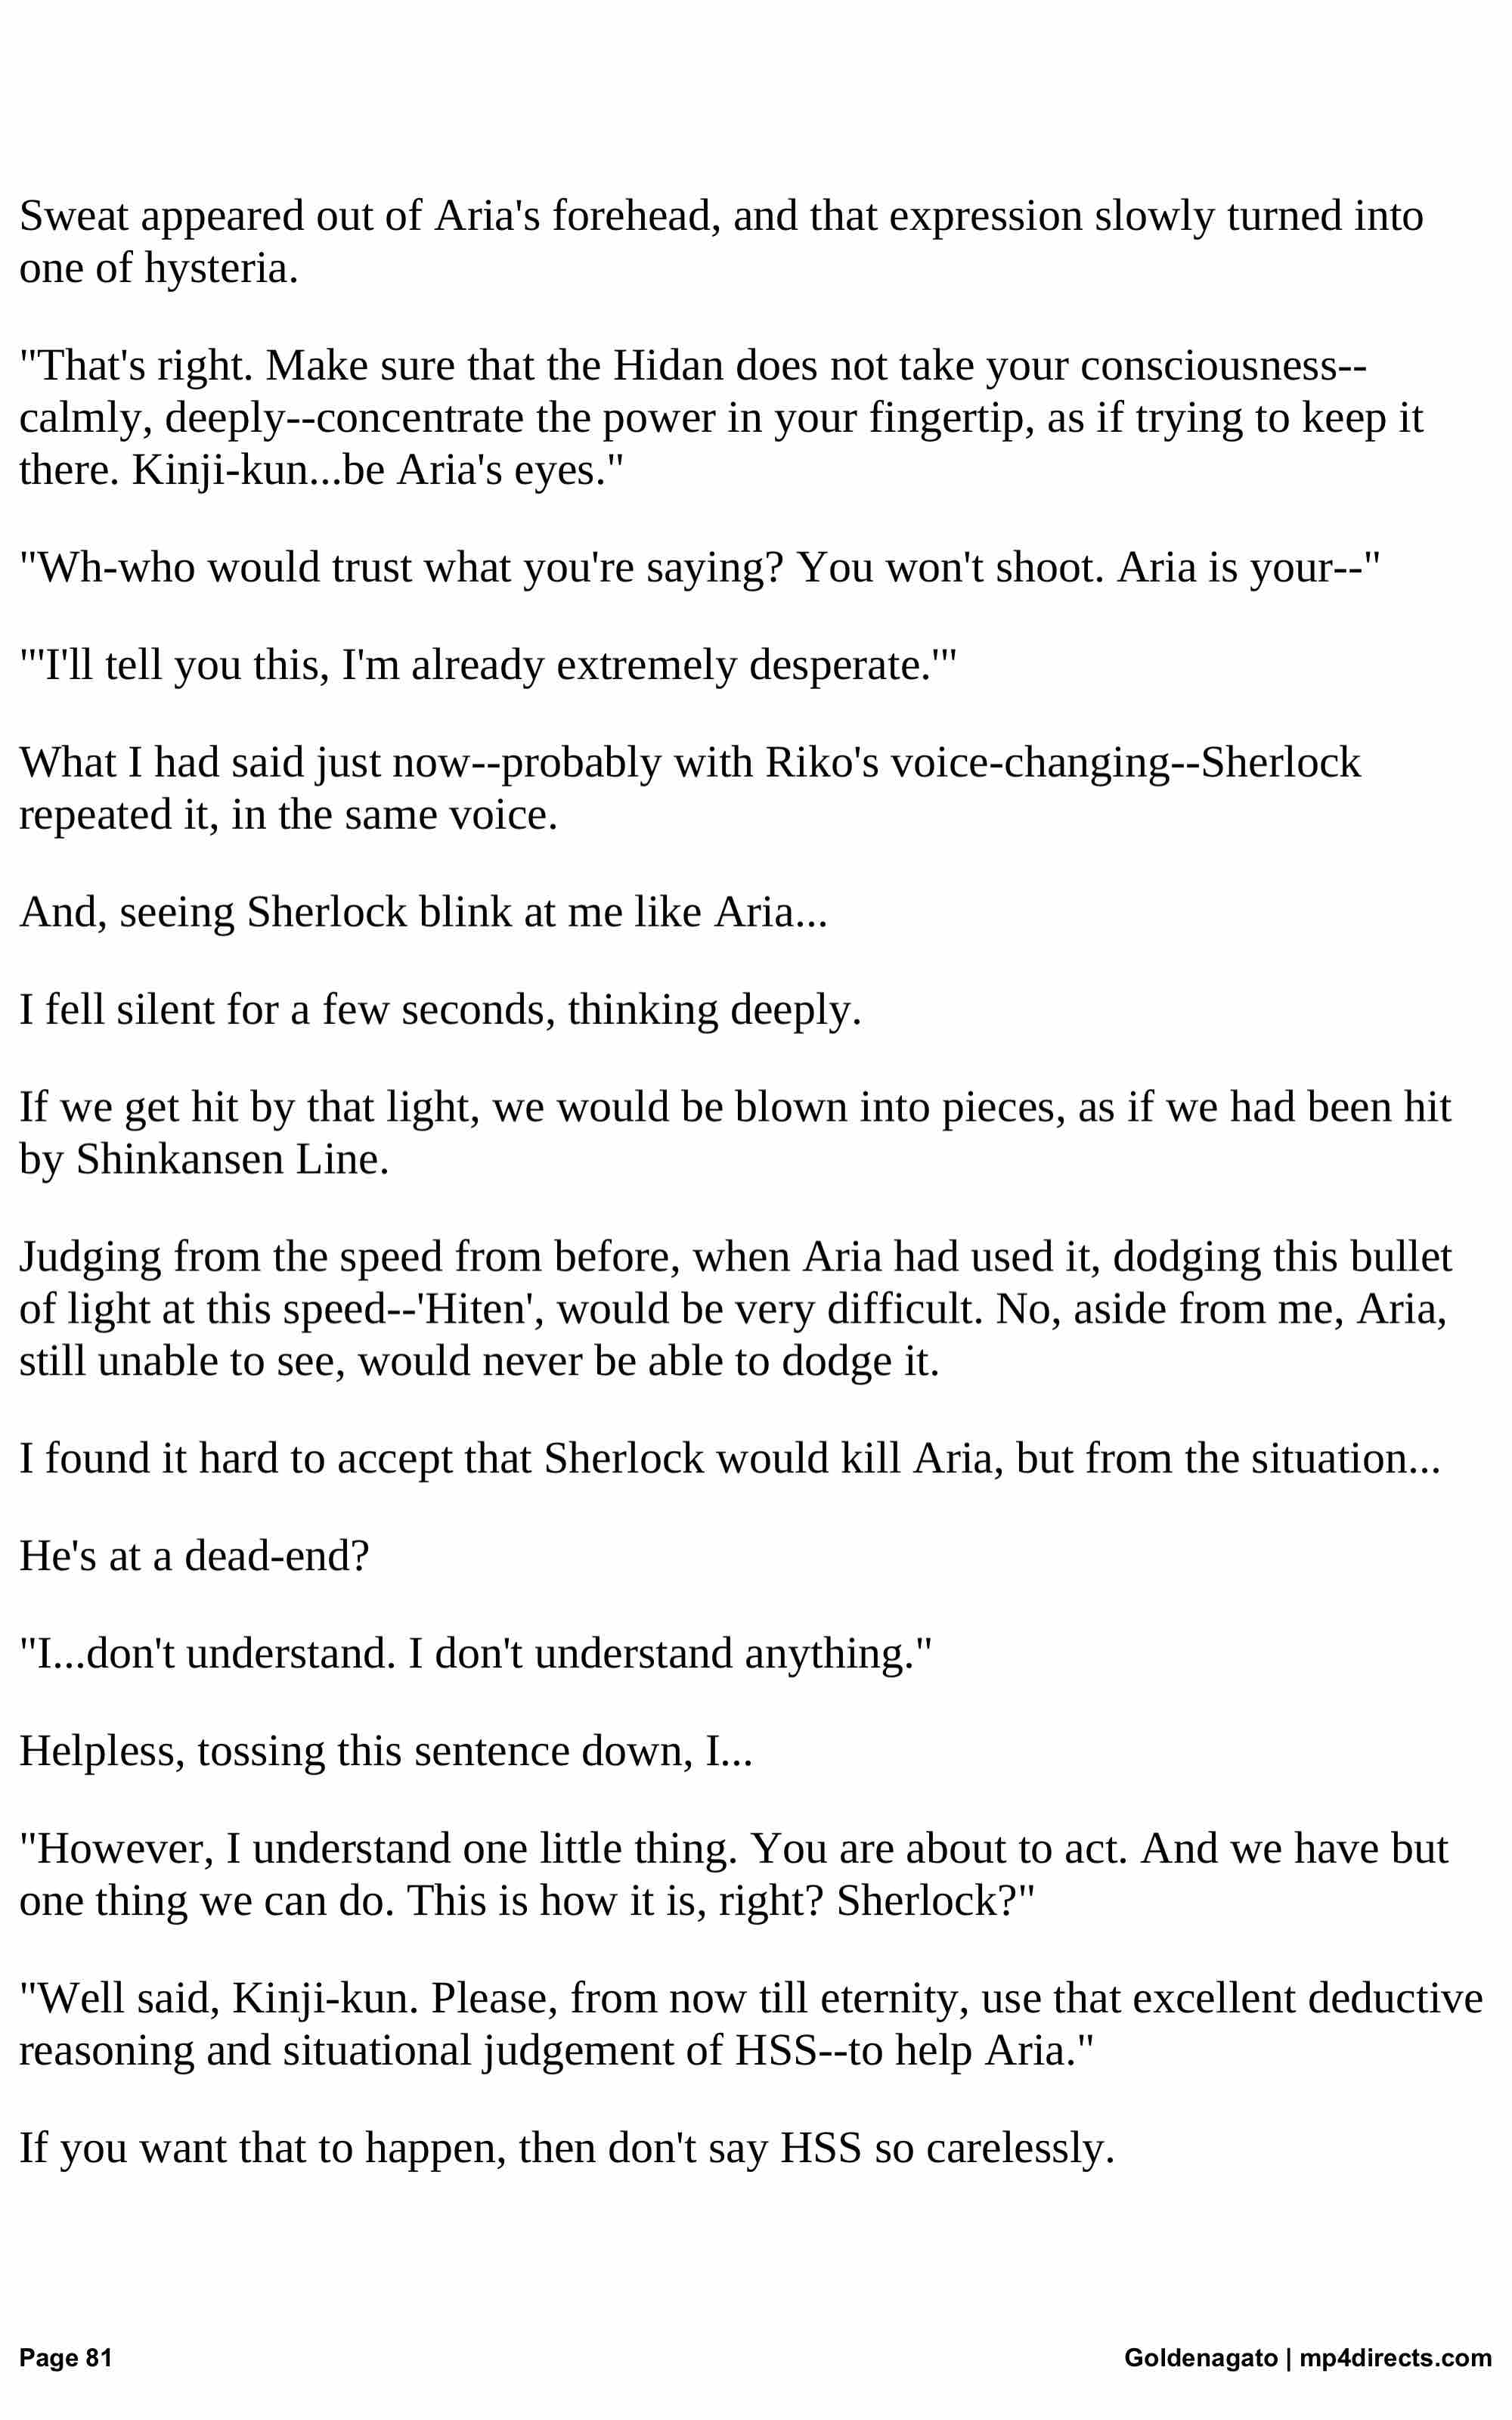 Sweat appeared out of Aria's forehead, and that expression slowly turned into
one of hysteria.
"That's right. Make sure that the Hidan does not take your consciousness--
calmly, deeply--concentrate the power in your fingertip, as if trying to keep it
there. Kinji-kun...be Aria's eyes."
"Wh-who would trust what you're saying? You won't shoot. Aria is your--"
"'I'll tell you this, I'm already extremely desperate.'"
What I had said just now--probably with Riko's voice-changing--Sherlock
repeated it, in the same voice.
And, seeing Sherlock blink at me like Aria...
I fell silent for a few seconds, thinking deeply.
If we get hit by that light, we would be blown into pieces, as if we had been hit
by Shinkansen Line.
Judging from the speed from before, when Aria had used it, dodging this bullet
of light at this speed--'Hiten', would be very difficult. No, aside from me, Aria,
still unable to see, would never be able to dodge it.
I found it hard to accept that Sherlock would kill Aria, but from the situation...
He's at a dead-end?
"I...don't understand. I don't understand anything."
Helpless, tossing this sentence down, I...
"However, I understand one little thing. You are about to act. And we have but
one thing we can do. This is how it is, right? Sherlock?"
"Well said, Kinji-kun. Please, from now till eternity, use that excellent deductive
reasoning and situational judgement of HSS--to help Aria."
If you want that to happen, then don't say HSS so carelessly.
Page 81
Goldenagato | mp4directs.com